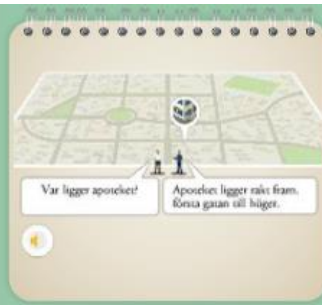 Var ligger apoteket?
Apoteket ligger rakt fram,
första gatan till höger.